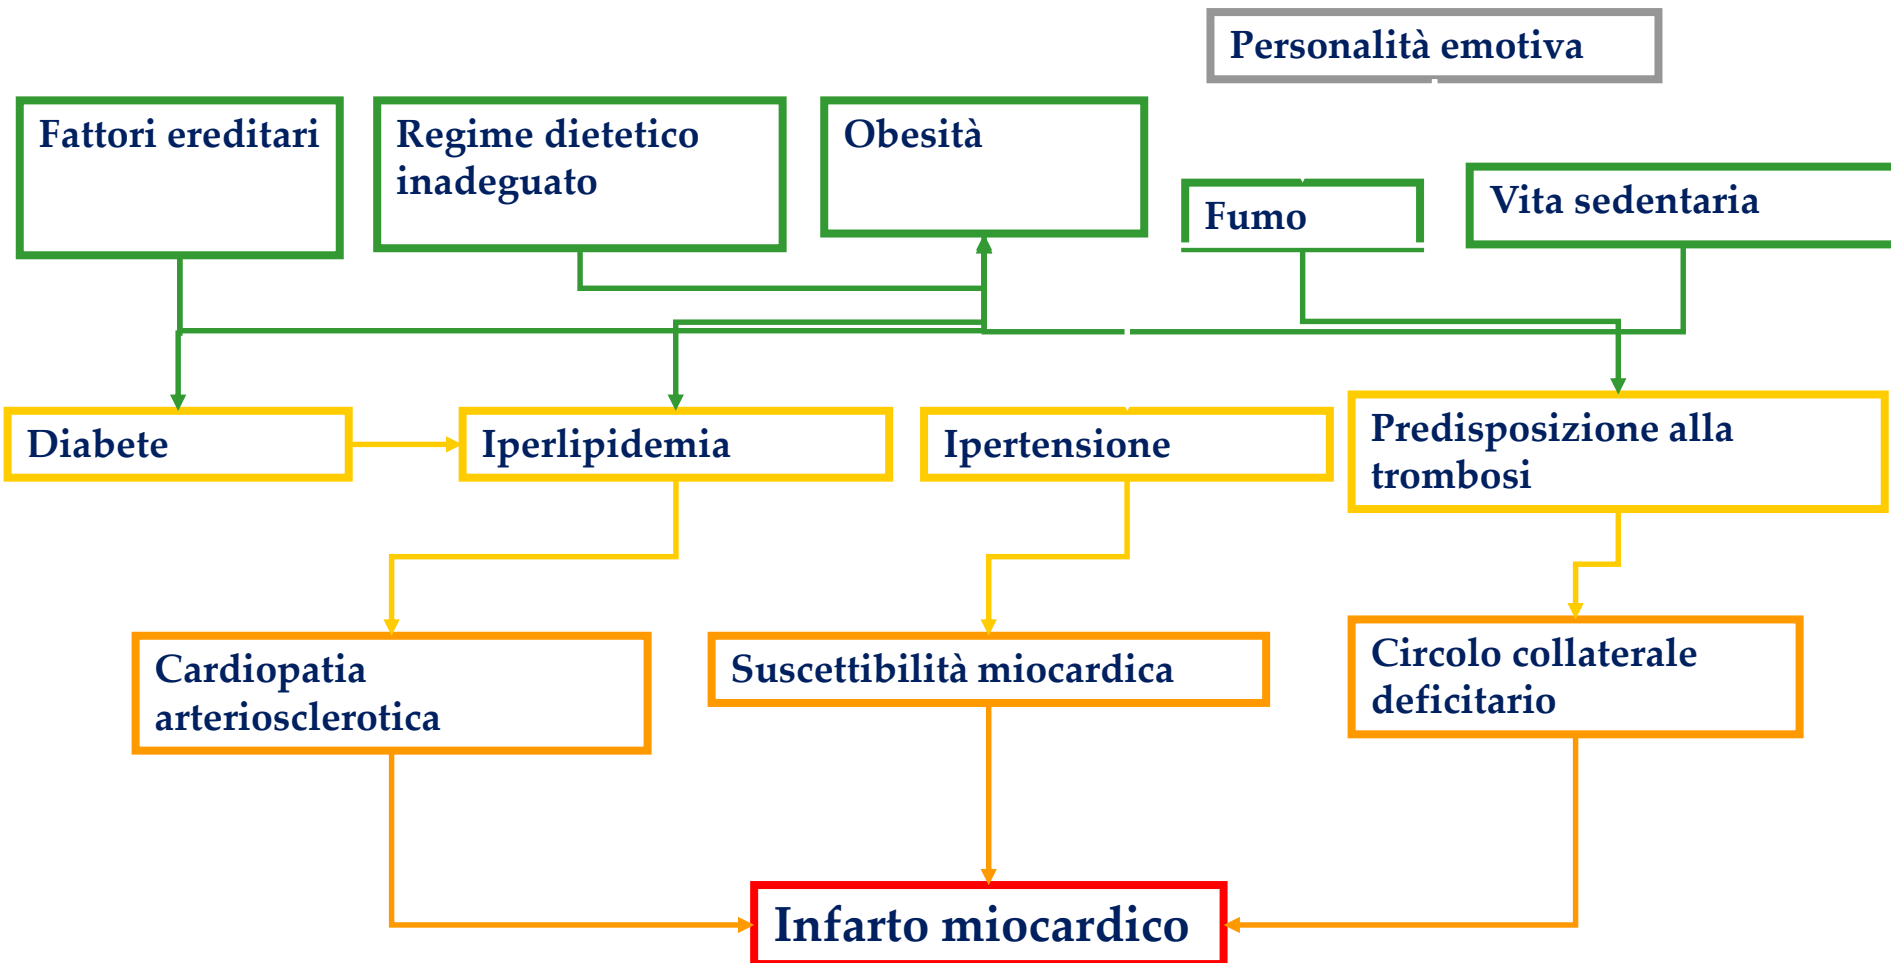 Personalità emotiva
Fattori ereditari
Regime dietetico
inadeguato
Obesità
Fumo
Vita sedentaria
Diabete
Iperlipidemia
Ipertensione
Predisposizione alla
trombosi
Cardiopatia
arteriosclerotica
Suscettibilità miocardica
Circolo collaterale
deficitario
Infarto miocardico